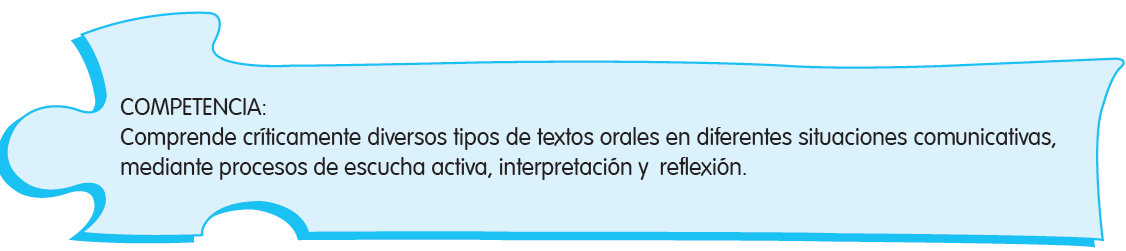 COMPETENCIA:
Comprende críticamente diversos tipos de textos orales en diferentes situaciones comunicativas,
mediante procesos de escucha activa, interpretación y reflexión.